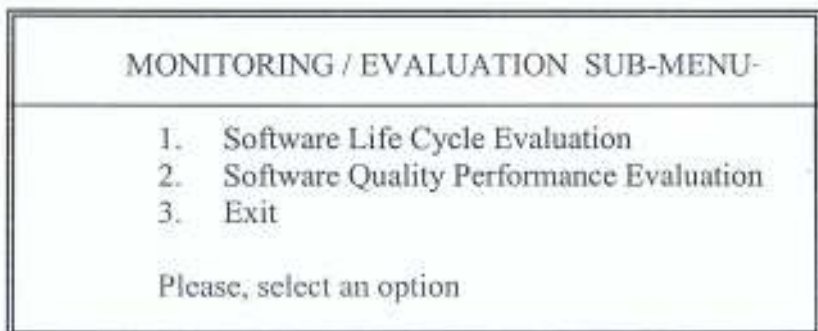 MONITORING / EVALUATION SUB-MENU-
1. Software Life Cycle Evaluation
2. Software Quality Performance Evaluation
3. Exit
Please, select an option